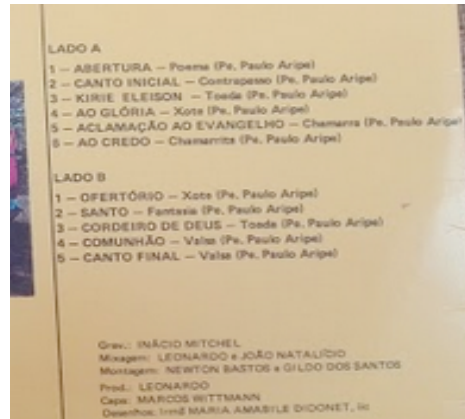 LADO A
1 – ABERTURA – Poema (Pe. Paulo Aripe)
2 – CANTO INICIAL – Contrapasso (Pe. Paulo Aripe)
3 – KIRIE ELEISON – Toada (Pe. Paulo Aripe)
4 – AO GLÓRIA – Xote (Pe. Paulo Aripe)
5 – ACLAMAÇÃO AO EVANGELHO – Chamarra (Pe. Paulo Aripe)
6 – AO CREDO – Chamarrita (Pe. Paulo Aripe)
LADO B
1 – OFERTÓRIO – Xote (Pe. Paulo Aripe)
2 – SANTO – Fantasia (Pe. Paulo Aripe)
3 – CORDEIRO DE DEUS – Toada (Pe. Paulo Aripe)
4 – COMUNHÃO – Valsa (Pe. Paulo Aripe)
5 – CANTO FINAL – Valsa (Pe. Paulo Aripe)
Grav.: INÁCIO MITCHEL
Mixagem: LEONARDO e JOÃO NATALÍCIO
Montagem: NEWTON BASTOS e GILDO DOS SANTOS
Prod.: LEONARDO
Capa: MARCOS WITTMANN
Desenhos: Irmã MARIA AMABILE DIDONET, iic